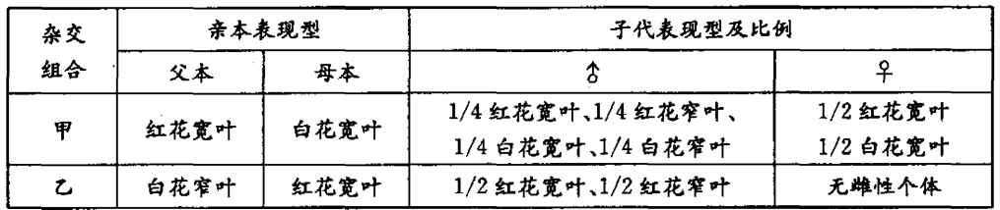 杂交组合 亲本表现型 子代表现型及比例
父本 母本 ♂ ♀
甲 红花宽叶 白花宽叶 1/4 红花宽叶、1/4 红花窄叶、 1/2 红花宽叶
1/4 白花宽叶、1/4 白花窄叶 1/2 白花宽叶
乙 白花窄叶 红花宽叶 1/2 红花宽叶、1/2 红花窄叶 无雌性个体